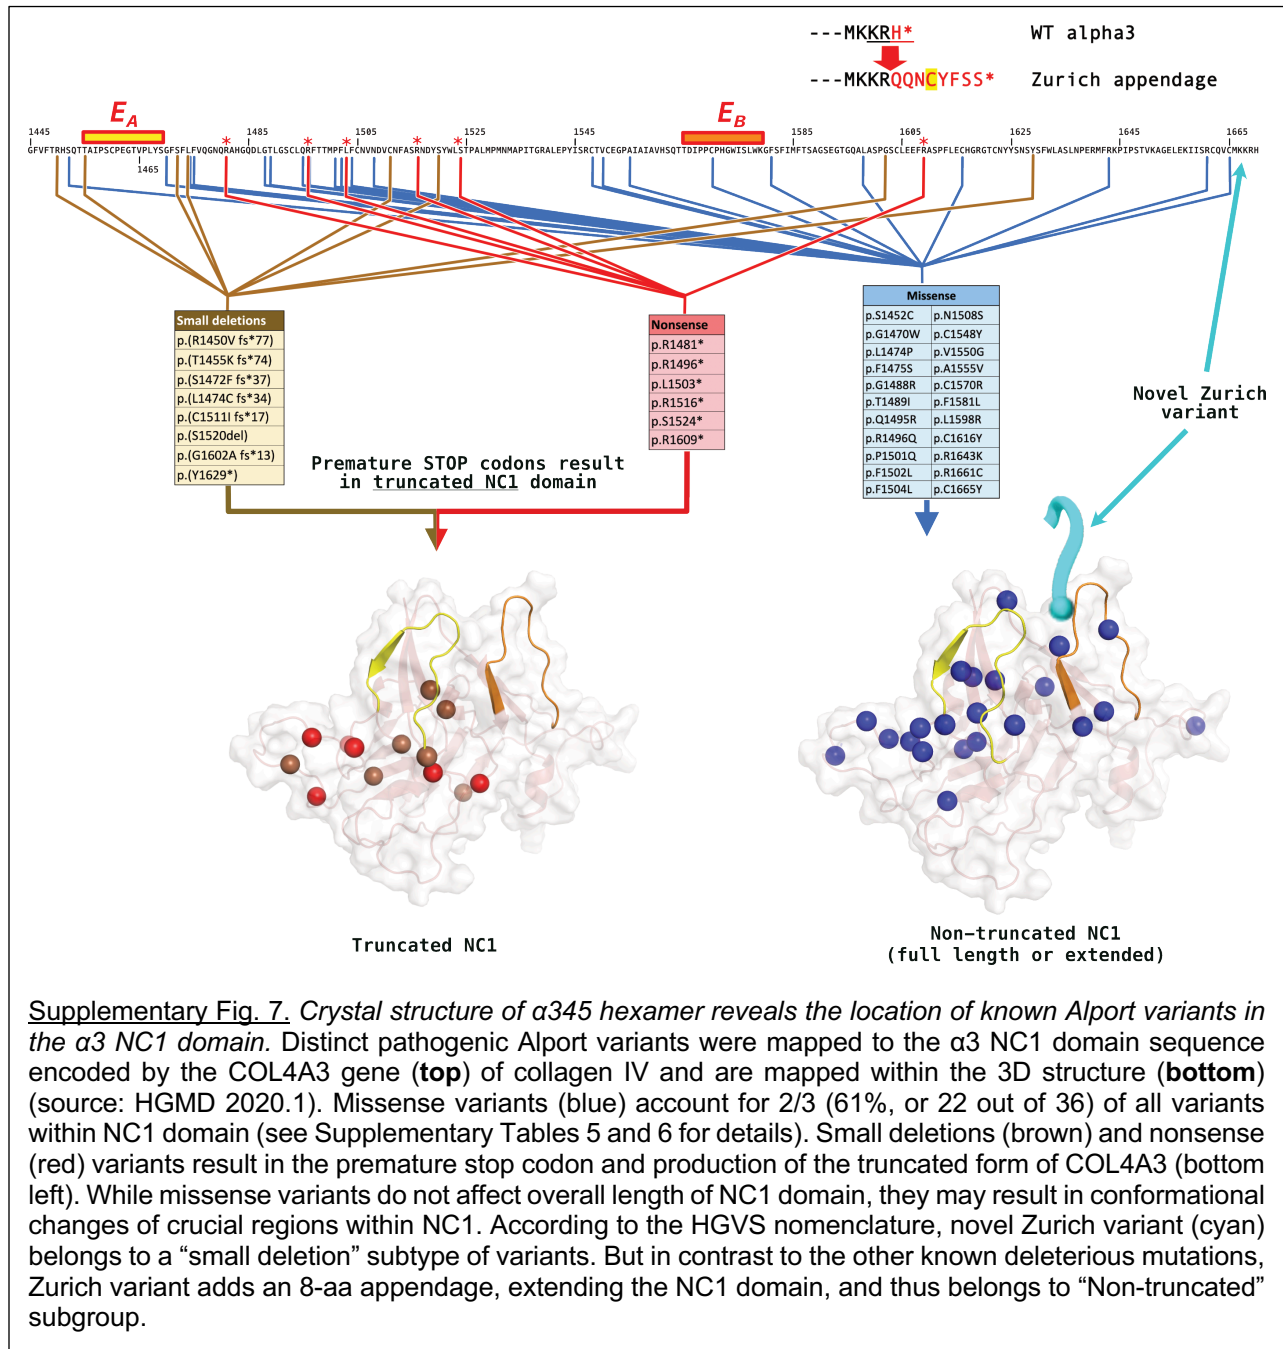 ---MKKRH* WT alpha3
---MKKRQQNCYFSS* Zurich appendage
EA EB
* * * * * *
1445 1485 1505 1525 1545 1585 1605 1625 1645 1665
GFVFTRHSQTTAIPSCPEGTVPLYSGFSFLFVQGNQRAHGQDLGTLGSCLQRFTTMPFLFCNVNDVCNFASRNDYSYWLSTPALMPMNMAPITGRALEPYISRCTVCEGPAIAIAVHSQTTDIPPCPHGWISLWKGFSFIMFTSAGSEGTGQALASPGSCLEEFRASPFLECHGRGTCNYYSNSYSFWLASLNPERMFRKPIPSTVKAGELEKIISRCQVCMKKRH
1465
Small deletions
p.(R1450V fs*77)
p.(T1455K fs*74)
p.(S1472F fs*37)
p.(L1474C fs*34)
p.(C1511I fs*17)
p.(S1520del)
p.(G1602A fs*13)
p.(Y1629*)
Nonsense
p.R1481*
p.R1496*
p.L1503*
p.R1516*
p.S1524*
p.R1609*
Missense
p.S1452C p.N1508S
p.G1470W p.C1548Y
p.L1474P p.V1550G
p.F1475S p.A1555V
p.G1488R p.C1570R
p.T1489I p.F1581L
p.Q1495R p.L1598R
p.R1496Q p.C1616Y
p.P1501Q p.R1643K
p.F1502L p.R1661C
p.F1504L p.C1665Y
Novel Zurich
variant
Premature STOP codons result
in truncated NC1 domain
Truncated NC1
Non-truncated NC1
(full length or extended)
Supplementary Fig. 7. Crystal structure of α345 hexamer reveals the location of known Alport variants in
the α3 NC1 domain. Distinct pathogenic Alport variants were mapped to the α3 NC1 domain sequence
encoded by the COL4A3 gene (top) of collagen IV and are mapped within the 3D structure (bottom)
(source: HGMD 2020.1). Missense variants (blue) account for 2/3 (61%, or 22 out of 36) of all variants
within NC1 domain (see Supplementary Tables 5 and 6 for details). Small deletions (brown) and nonsense
(red) variants result in the premature stop codon and production of the truncated form of COL4A3 (bottom
left). While missense variants do not affect overall length of NC1 domain, they may result in conformational
changes of crucial regions within NC1. According to the HGVS nomenclature, novel Zurich variant (cyan)
belongs to a “small deletion” subtype of variants. But in contrast to the other known deleterious mutations,
Zurich variant adds an 8-aa appendage, extending the NC1 domain, and thus belongs to “Non-truncated”
subgroup.